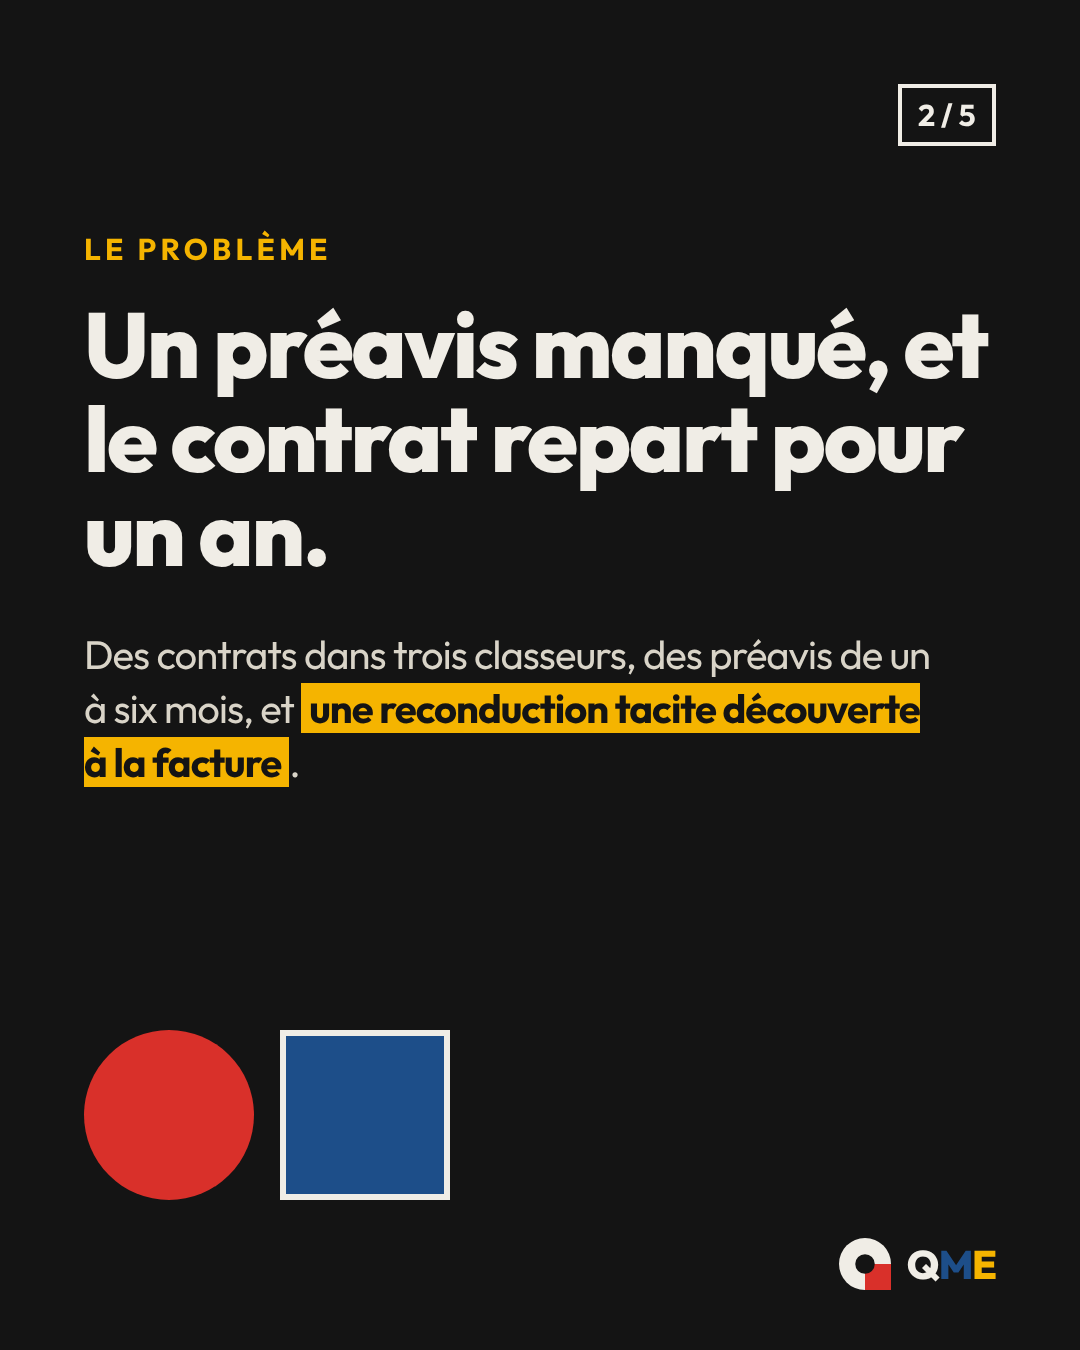 2 / 5
LE PROBLÈME
Un préavis manqué, et
le contrat repart pour
un an.
Des contrats dans trois classeurs, des préavis de un
à six mois, et une reconduction tacite découverte
à la facture .
QME